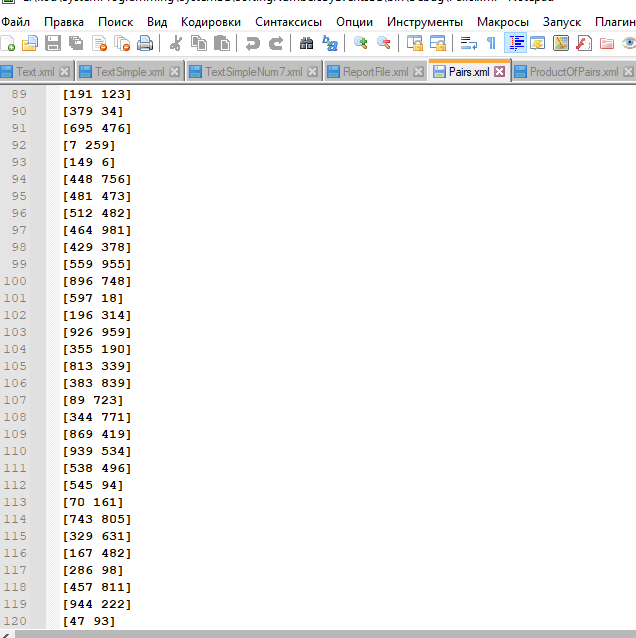 Файл Правка Поиск Вид Кодировки Синтаксисы Опции Инструменты Макросы Запуск Плагин
Text.xml TextSimple.xml TextSimpleNum7.xml ReportFile.xml Pairs.xml ProductOfPairs.xml
89 [191 123]
90 [379 34]
91 [695 476]
92 [7 259]
93 [149 6]
94 [448 756]
95 [481 473]
96 [512 482]
97 [464 981]
98 [429 378]
99 [559 955]
100 [896 748]
101 [597 18]
102 [196 314]
103 [926 959]
104 [355 190]
105 [813 339]
106 [383 839]
107 [89 723]
108 [344 771]
109 [869 419]
110 [939 534]
111 [538 496]
112 [545 94]
113 [70 161]
114 [743 805]
115 [329 631]
116 [167 482]
117 [286 98]
118 [457 811]
119 [944 222]
120 [47 93]